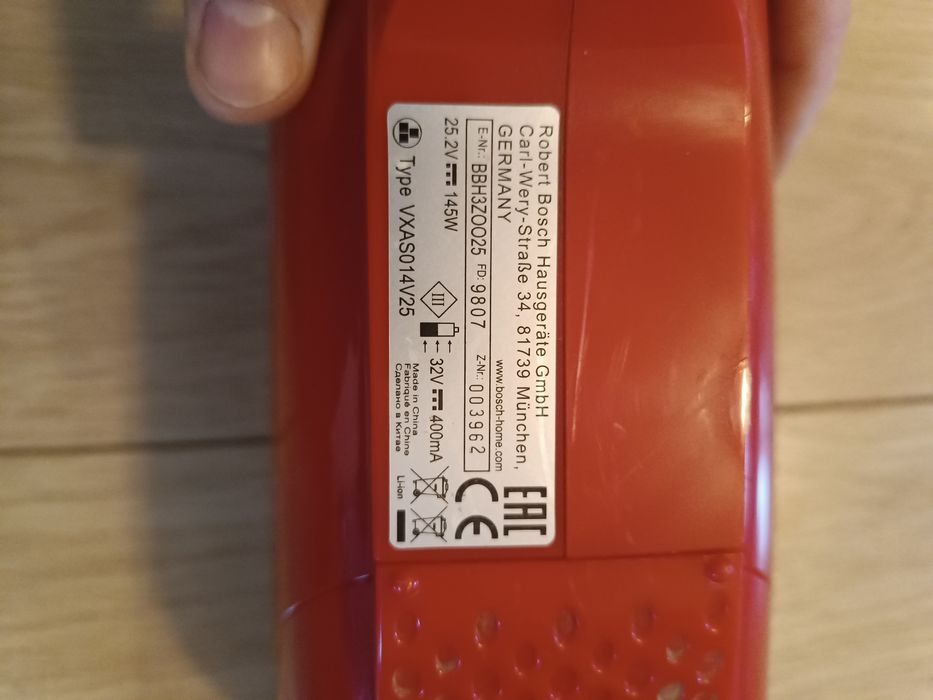 Robert Bosch Hausgeräte GmbH
Carl-Wery-Straße 34, 81739 München,
GERMANY
www.bosch-home.com
E-Nr.: BBH3ZOO25 FD: 9807 Z-Nr.: 003962
25.2V 145W
III
32V 400mA
Type VXAS014V25
Made in China
Fabriqué en Chine
Сделано в Китае
Li-ion
EAC
CE